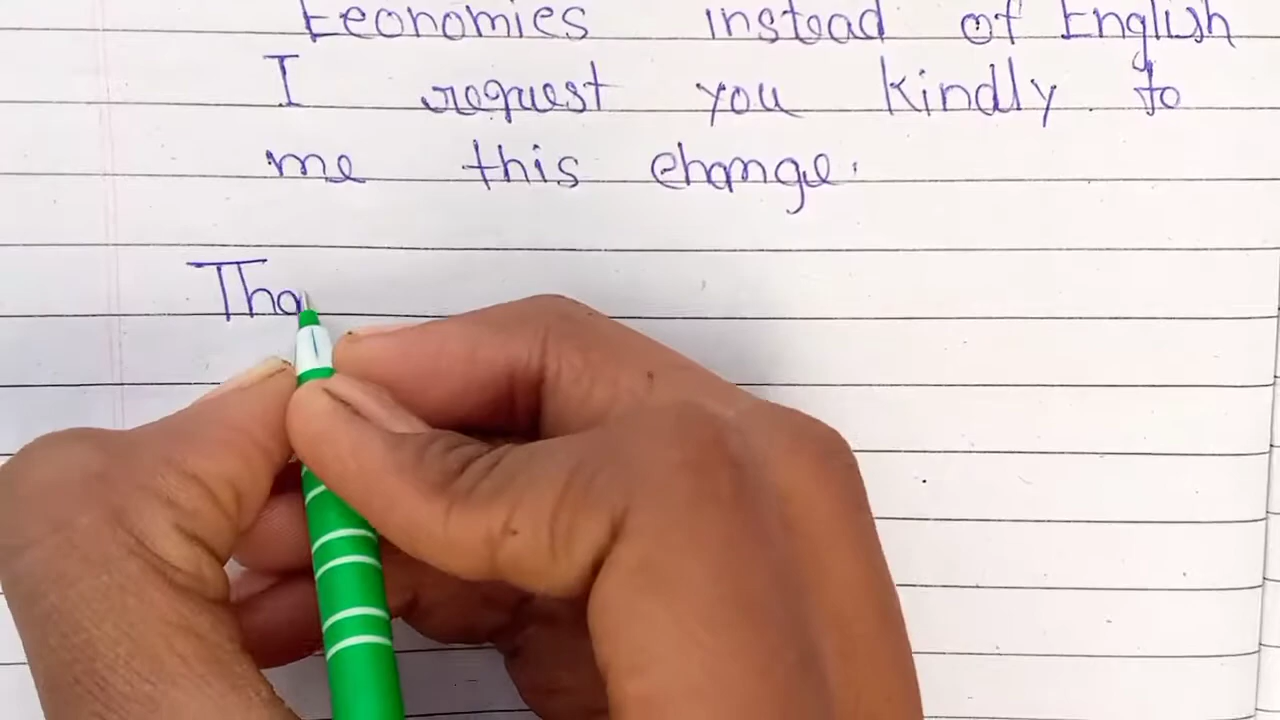 Economics instead of English
I request you kindly to
me this change.
Tha